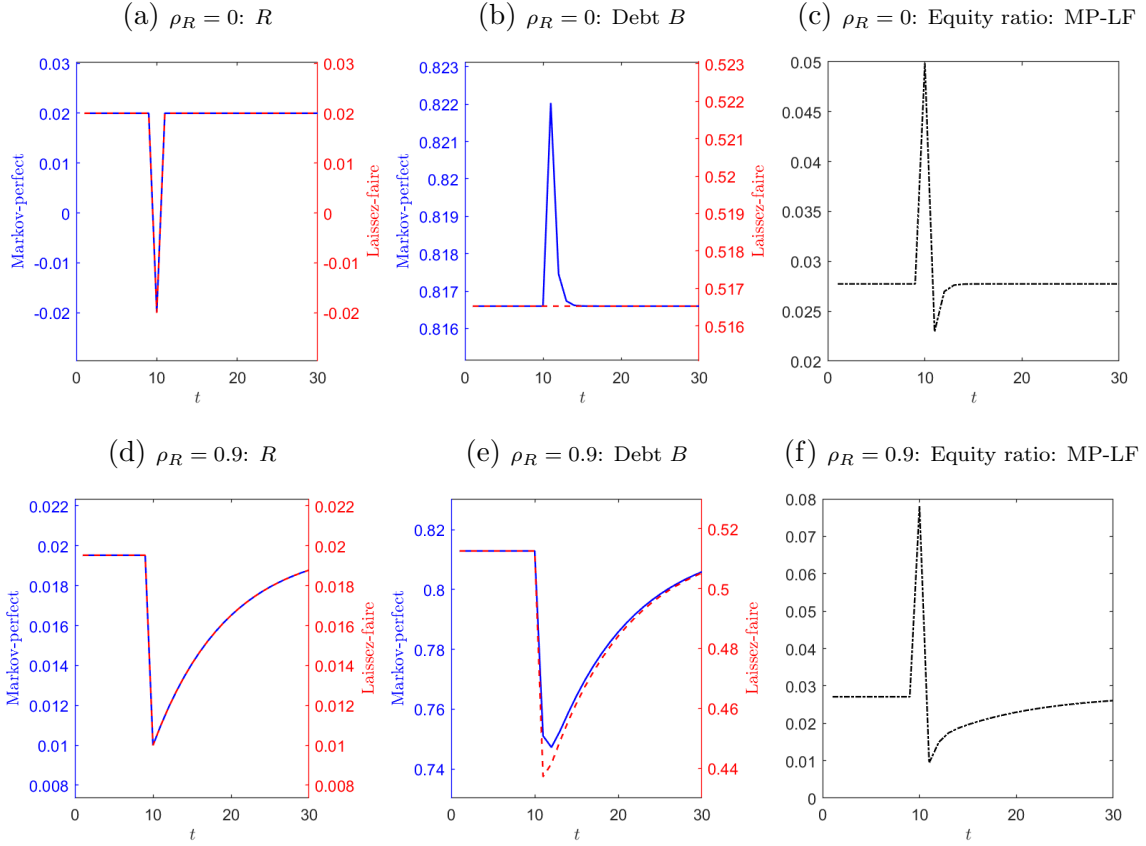 (a) ρ_R = 0: R
(b) ρ_R = 0: Debt B
(c) ρ_R = 0: Equity ratio: MP-LF
0.03
0.02
0.01
0
-0.01
-0.02
Markov-perfect
0.03
0.02
0.01
0
-0.01
-0.02
Laissez-faire
0 10 20 30
t
0.823
0.822
0.821
0.82
0.819
0.818
0.817
0.816
Markov-perfect
0.523
0.522
0.521
0.520
0.519
0.518
0.517
0.516
Laissez-faire
0 10 20 30
t
0.05
0.045
0.04
0.035
0.03
0.025
0.02
0 10 20 30
t
(d) ρ_R = 0.9: R
(e) ρ_R = 0.9: Debt B
(f) ρ_R = 0.9: Equity ratio: MP-LF
0.022
0.02
0.018
0.016
0.014
0.012
0.01
0.008
Markov-perfect
0.022
0.02
0.018
0.016
0.014
0.012
0.01
0.008
Laissez-faire
0 10 20 30
t
0.82
0.8
0.78
0.76
0.74
Markov-perfect
0.52
0.5
0.48
0.46
0.44
Laissez-faire
0 10 20 30
t
0.08
0.07
0.06
0.05
0.04
0.03
0.02
0.01
0
0 10 20 30
t